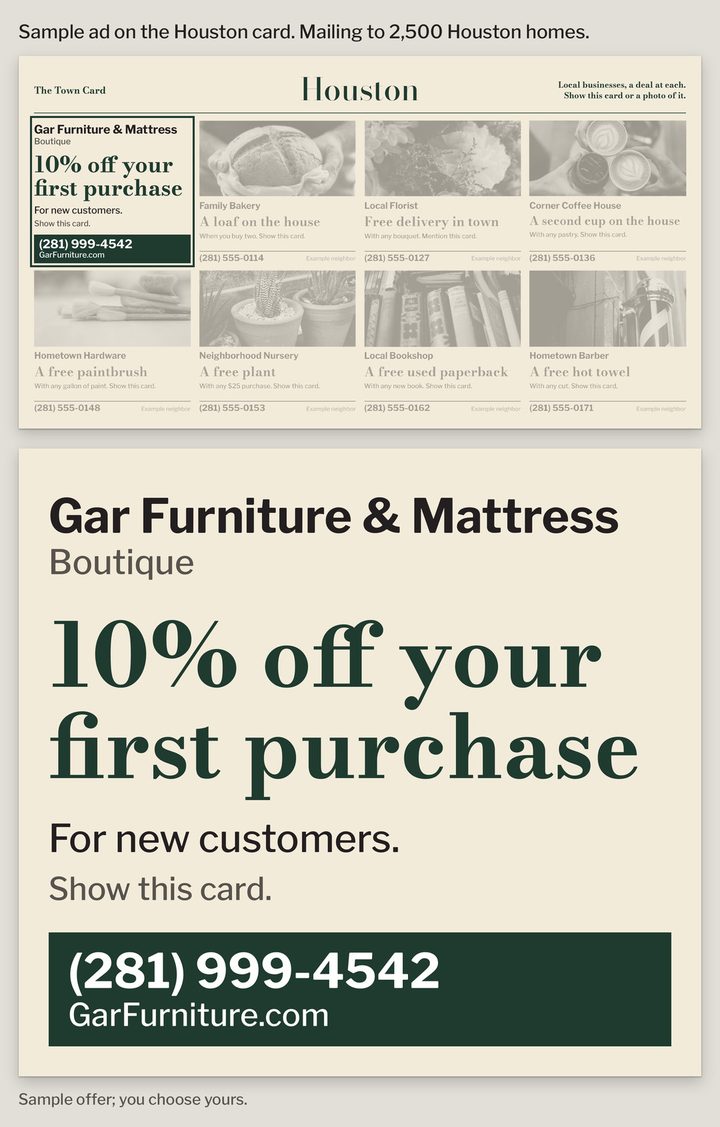 Sample ad on the Houston card. Mailing to 2,500 Houston homes.
The Town Card
Houston
Local businesses, a deal at each.
Show this card or a photo of it.
Gar Furniture & Mattress
Boutique
10% off your
first purchase
For new customers.
Show this card.
(281) 999-4542
GarFurniture.com
Family Bakery
A loaf on the house
When you buy two. Show this card.
(281) 555-0114
Example neighbor
Local Florist
Free delivery in town
With any bouquet. Mention this card.
(281) 555-0127
Example neighbor
Corner Coffee House
A second cup on the house
With any pastry. Show this card.
(281) 555-0136
Example neighbor
Hometown Hardware
A free paintbrush
With any gallon of paint. Show this card.
(281) 555-0148
Example neighbor
Neighborhood Nursery
A free plant
With any $25 purchase. Show this card.
(281) 555-0153
Example neighbor
Local Bookshop
A free used paperback
With any new book. Show this card.
(281) 555-0162
Example neighbor
Hometown Barber
A free hot towel
With any cut. Show this card.
(281) 555-0171
Example neighbor
Gar Furniture & Mattress
Boutique
10% off your
first purchase
For new customers.
Show this card.
(281) 999-4542
GarFurniture.com
Sample offer; you choose yours.